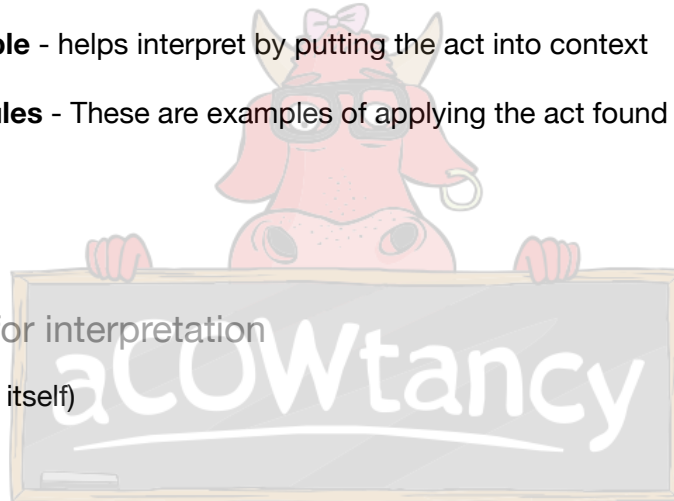 ble - helps interpret by putting the act into context
ules - These are examples of applying the act found
for interpretation
itself)
aCOWtancy